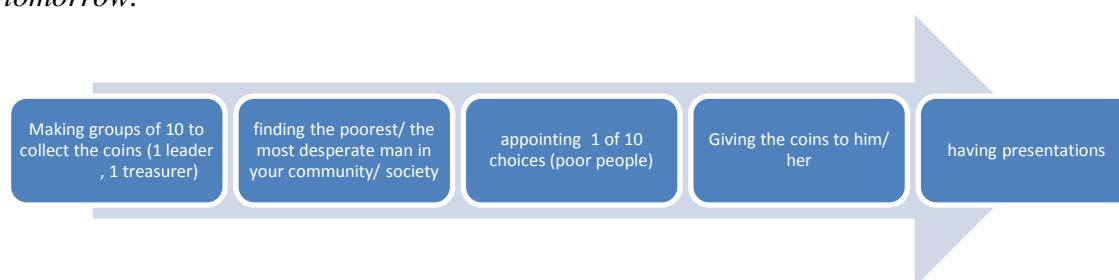 tomorrow.
Making groups of 10 to
collect the coins (1 leader
, 1 treasurer)
finding the poorest/ the
most desperate man in
your community/ society
appointing 1 of 10
choices (poor people)
Giving the coins to him/
her
having presentations